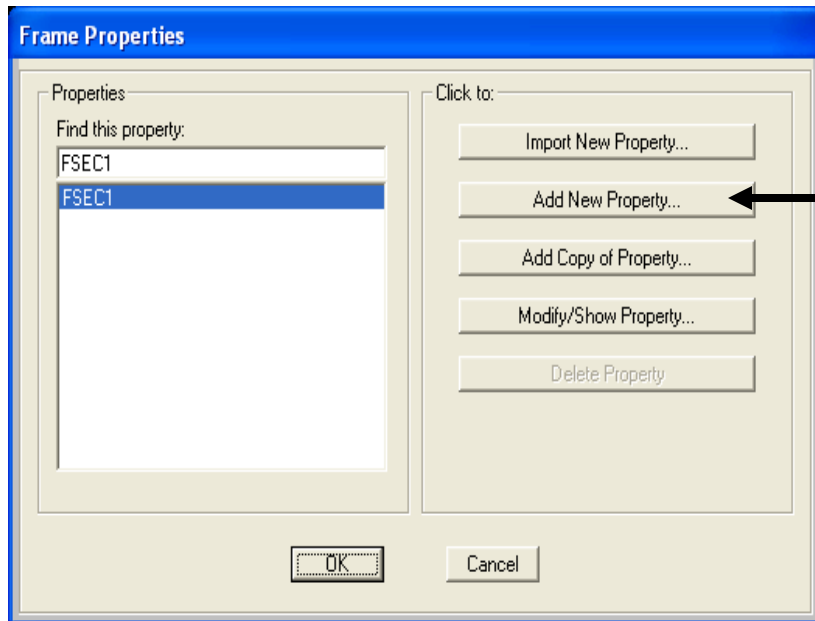 Frame Properties
Properties
Find this property:
FSEC1
FSEC1
Click to:
Import New Property...
Add New Property...
Add Copy of Property...
Modify/Show Property...
Delete Property
OK
Cancel